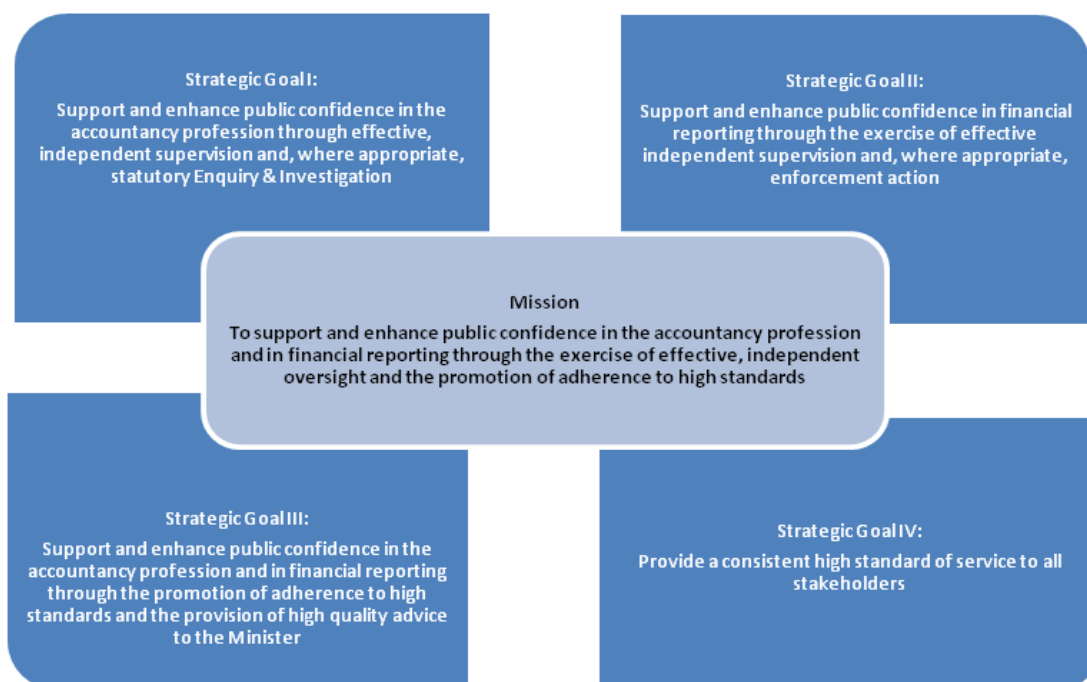 Strategic Goal I:
Support and enhance public confidence in the
accountancy profession through effective,
independent supervision and, where appropriate,
statutory Enquiry & Investigation
Strategic Goal II:
Support and enhance public confidence in financial
reporting through the exercise of effective
independent supervision and, where appropriate,
enforcement action
Mission
To support and enhance public confidence in the accountancy profession
and in financial reporting through the exercise of effective, independent
oversight and the promotion of adherence to high standards
Strategic Goal III:
Support and enhance public confidence in the
accountancy profession and in financial reporting
through the promotion of adherence to high
standards and the provision of high quality advice
to the Minister
Strategic Goal IV:
Provide a consistent high standard of service to all
stakeholders